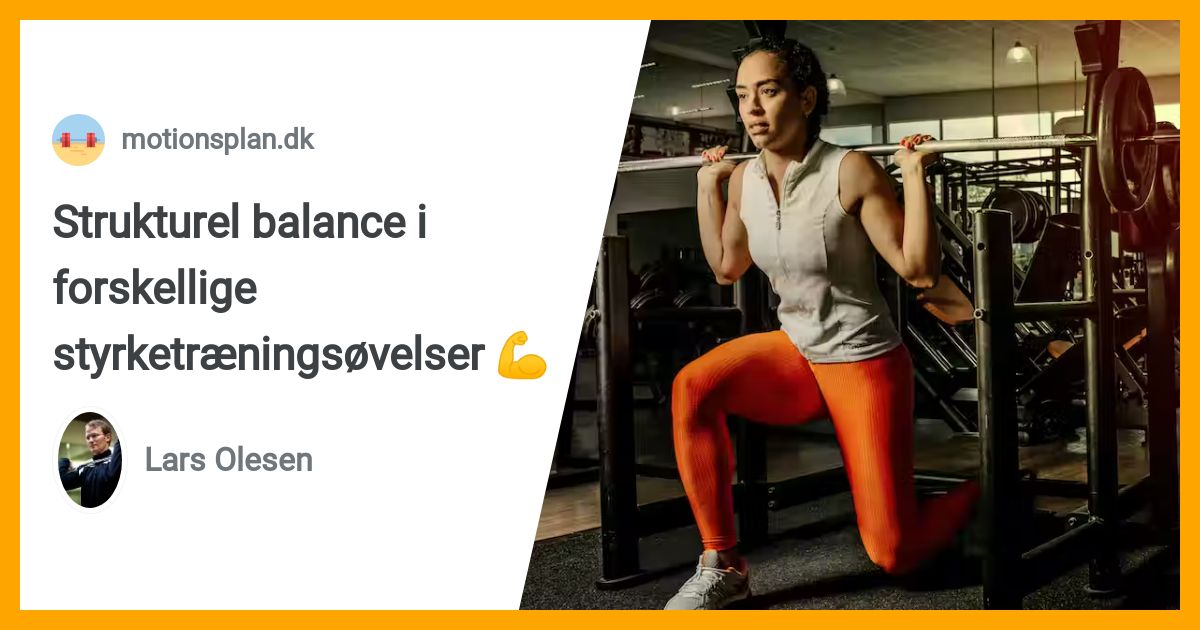 motionsplan.dk
Strukturel balance i
forskellige
styrketræningsøvelser 💪
Lars Olesen